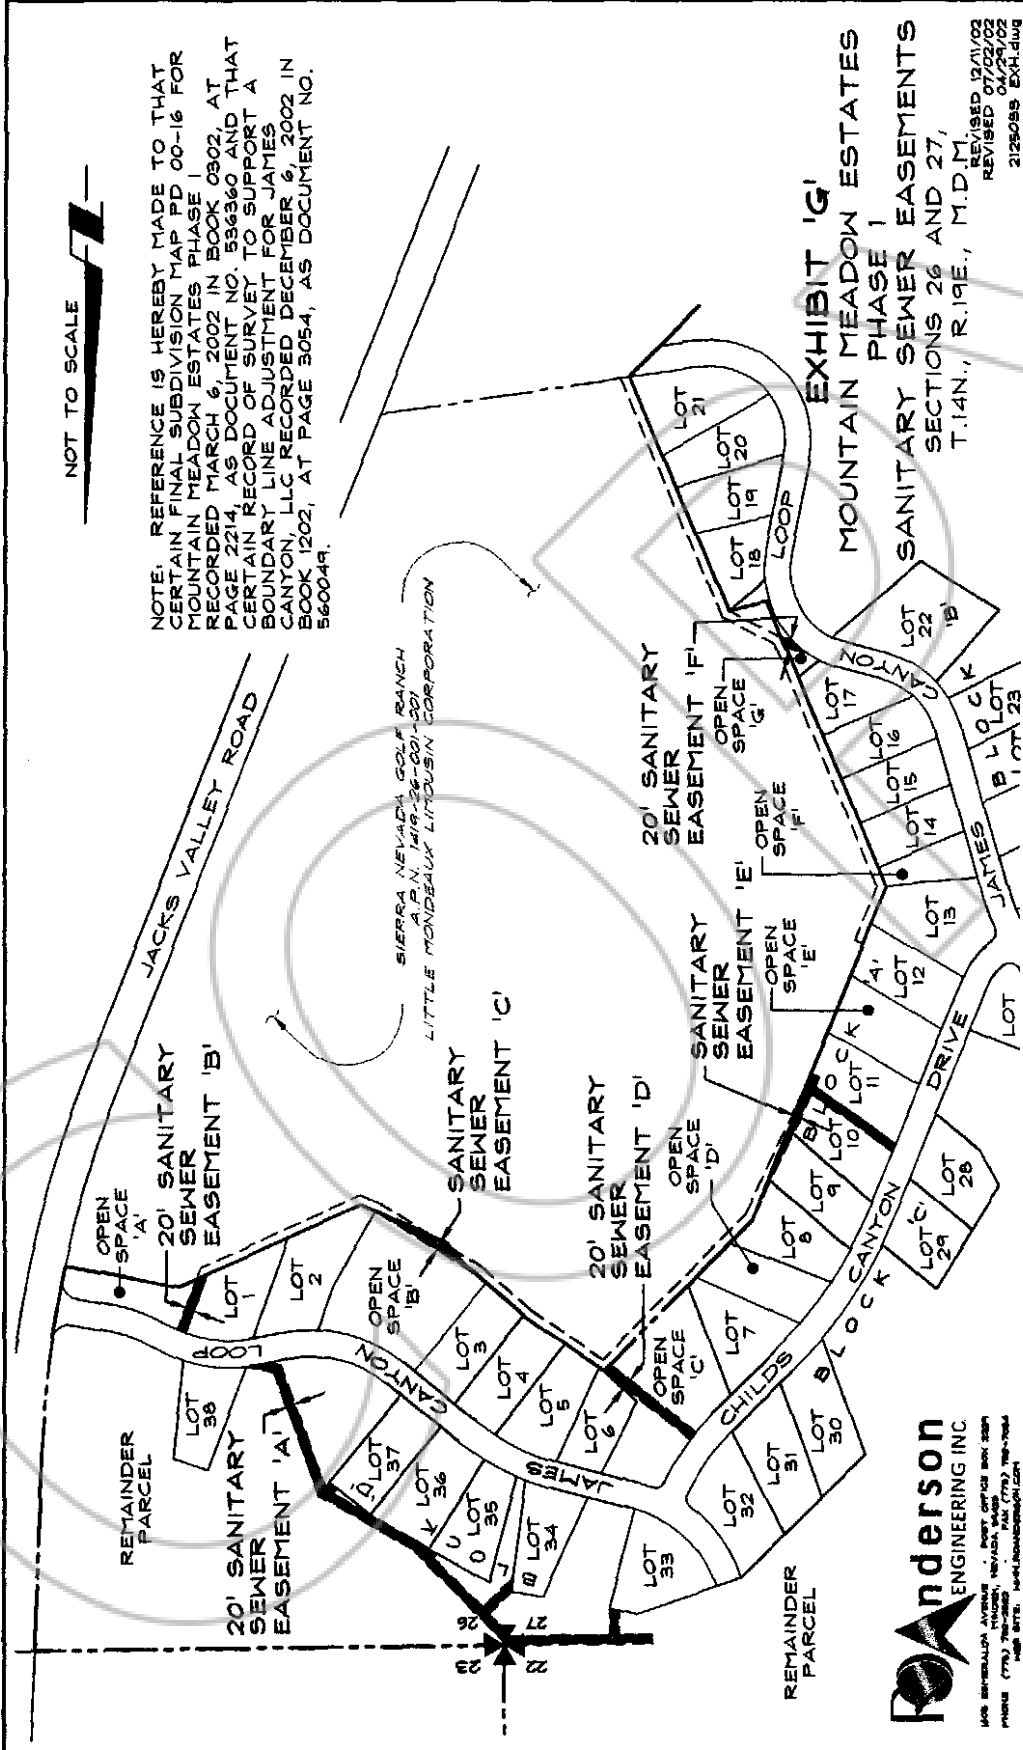 NOT TO SCALE
NOTE: REFERENCE IS HEREBY MADE TO THAT
CERTAIN FINAL SUBDIVISION MAP PD 00-16 FOR
MOUNTAIN MEADOW ESTATES PHASE 1
RECORDED MARCH 6, 2002 IN BOOK 0302, AT
PAGE 2214, AS DOCUMENT NO. 536360 AND THAT
CERTAIN RECORD OF SURVEY TO SUPPORT A
BOUNDARY LINE ADJUSTMENT FOR JAMES
CANYON, LLC RECORDED DECEMBER 6, 2002 IN
BOOK 1202, AT PAGE 3054, AS DOCUMENT NO.
560049.
JACKS VALLEY ROAD
SIERRA NEVADA GOLF RANCH
A.P.N. 1419-26-001-001
LITTLE MONDEAUX LIMOUSIN CORPORATION
OPEN
SPACE
'A'
20' SANITARY
SEWER
EASEMENT 'B'
LOT
1
LOT
2
OPEN
SPACE
'B'
SANITARY
SEWER
EASEMENT 'C'
LOT
3
LOT
4
LOT
5
LOT
6
20' SANITARY
SEWER
EASEMENT 'D'
OPEN
SPACE
'C'
OPEN
SPACE
'D'
LOT
7
LOT
8
LOT
9
LOT
10
LOT
11
BLOCK 'A'
SANITARY
SEWER
EASEMENT 'E'
OPEN
SPACE
'E'
LOT
12
LOT
13
OPEN
SPACE
'F'
LOT
14
LOT
15
LOT
16
LOT
17
20' SANITARY
SEWER
EASEMENT 'F'
OPEN
SPACE
'G'
LOT
18
LOT
19
LOT
20
LOT
21
JAMES CANYON LOOP
LOT
22
BLOCK 'B'
LOT
23
LOT
LOT
CHILDS CANYON DRIVE
LOT
28
LOT
29
BLOCK 'C'
LOT
30
LOT
31
LOT
32
LOT
33
LOT
34
LOT
35
LOT
36
LOT
37
BLOCK 'D'
JAMES CANYON LOOP
LOT
38
REMAINDER
PARCEL
20' SANITARY
SEWER
EASEMENT 'A'
23
26
22
27
REMAINDER
PARCEL
EXHIBIT 'G'
MOUNTAIN MEADOW ESTATES
PHASE 1
SANITARY SEWER EASEMENTS
SECTIONS 26 AND 27,
T.14N., R.19E., M.D.M.
REVISED 12/11/02
REVISED 07/02/02
04/29/02
RO Anderson
ENGINEERING INC.